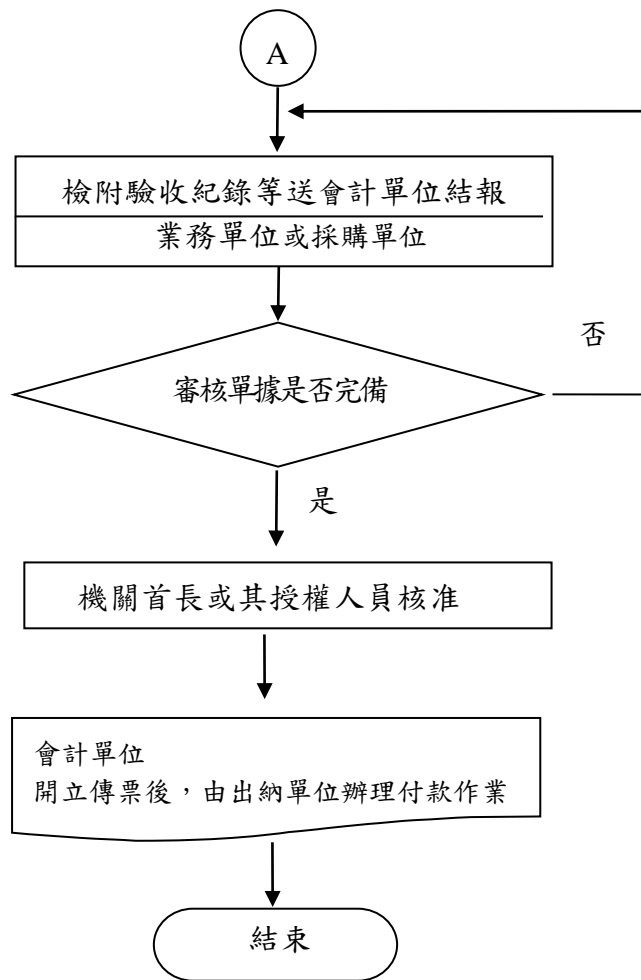 A
檢附驗收紀錄等送會計單位結報
業務單位或採購單位
否
審核單據是否完備
是
機關首長或其授權人員核准
會計單位
開立傳票後，由出納單位辦理付款作業
結束